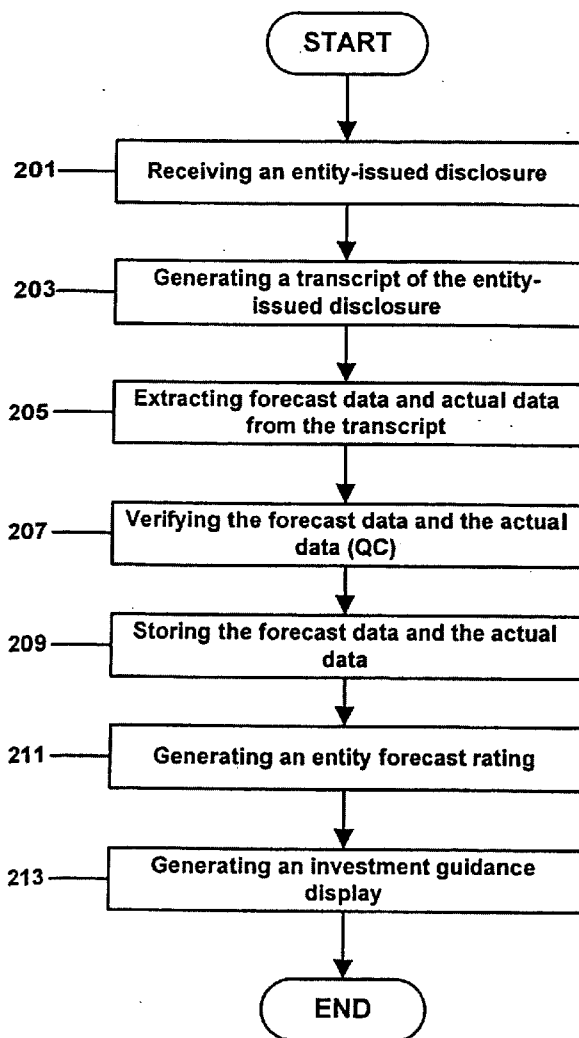 START
201
Receiving an entity-issued disclosure
203
Generating a transcript of the entity-
issued disclosure
205
Extracting forecast data and actual data
from the transcript
207
Verifying the forecast data and the actual
data (QC)
209
Storing the forecast data and the actual
data
211
Generating an entity forecast rating
213
Generating an investment guidance
display
END